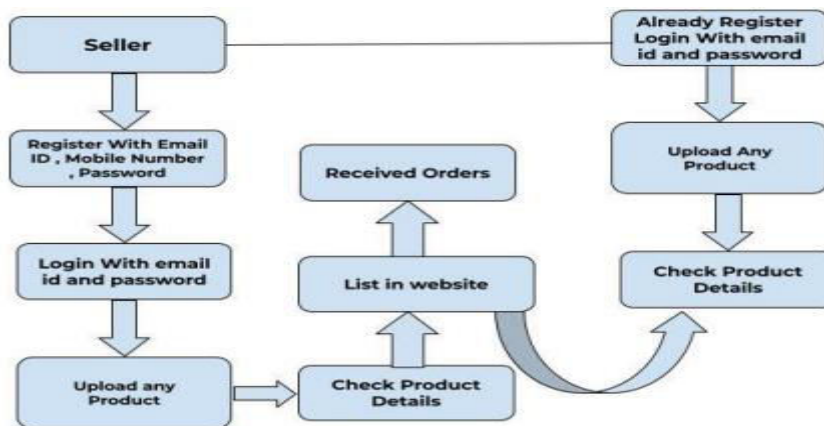 Seller
Already Register
Login With email
id and password
Register With Email
ID , Mobile Number
, Password
Received Orders
Upload Any
Product
Login With email
id and password
List in website
Check Product
Details
Upload any
Product
Check Product
Details